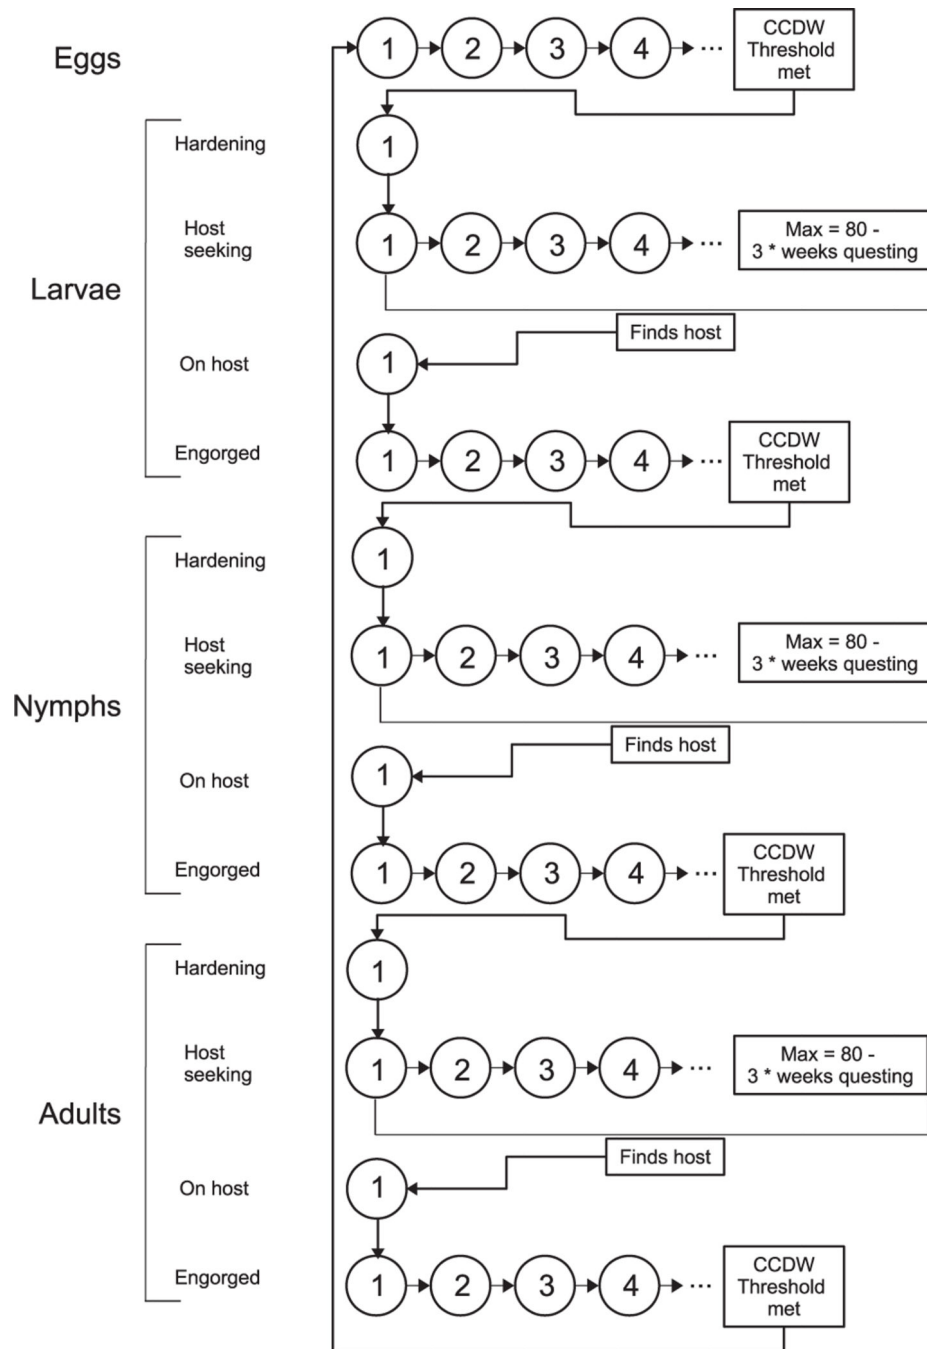 Eggs
1 2 3 4 ...
CCDW
Threshold
met
Larvae
Hardening
1
Host
seeking
1 2 3 4 ...
Max = 80 -
3 * weeks questing
Finds host
On host
1
Engorged
1 2 3 4 ...
CCDW
Threshold
met
Nymphs
Hardening
1
Host
seeking
1 2 3 4 ...
Max = 80 -
3 * weeks questing
Finds host
On host
1
Engorged
1 2 3 4 ...
CCDW
Threshold
met
Adults
Hardening
1
Host
seeking
1 2 3 4 ...
Max = 80 -
3 * weeks questing
Finds host
On host
1
Engorged
1 2 3 4 ...
CCDW
Threshold
met